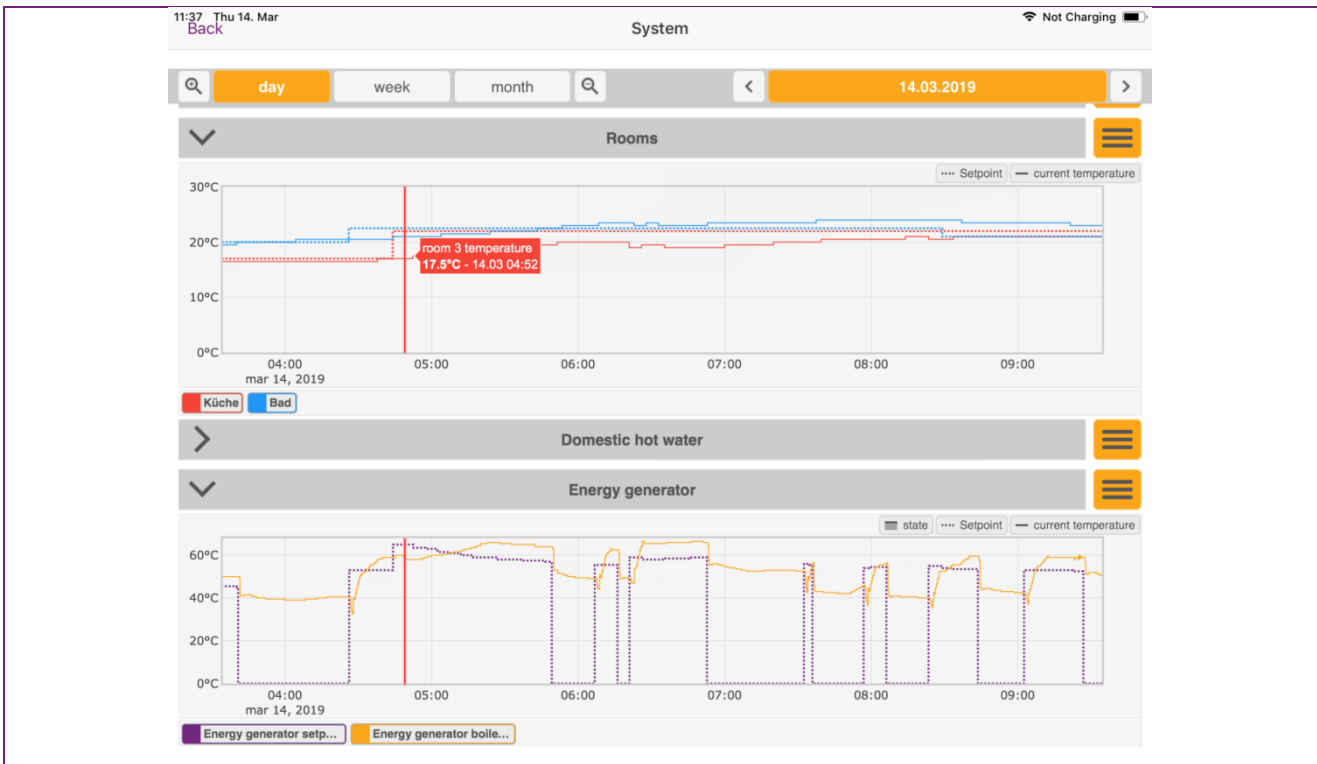 11:37 Thu 14. Mar
Not Charging
Back
System
day
week
month
14.03.2019
Rooms
Setpoint
current temperature
30°C
20°C
10°C
0°C
room 3 temperature
17.5°C - 14.03 04:52
04:00
05:00
06:00
07:00
08:00
09:00
mar 14, 2019
Küche
Bad
Domestic hot water
Energy generator
state
Setpoint
current temperature
60°C
40°C
20°C
0°C
04:00
05:00
06:00
07:00
08:00
09:00
mar 14, 2019
Energy generator setp...
Energy generator boile...